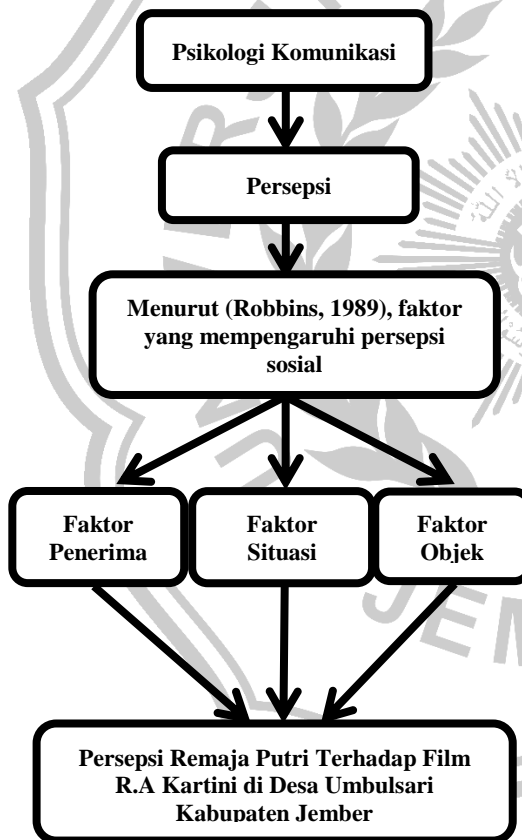 Psikologi Komunikasi
Persepsi
Menurut (Robbins, 1989), faktor
yang mempengaruhi persepsi
sosial
Faktor
Penerima
Faktor
Situasi
Faktor
Objek
Persepsi Remaja Putri Terhadap Film
R.A Kartini di Desa Umbulsari
Kabupaten Jember